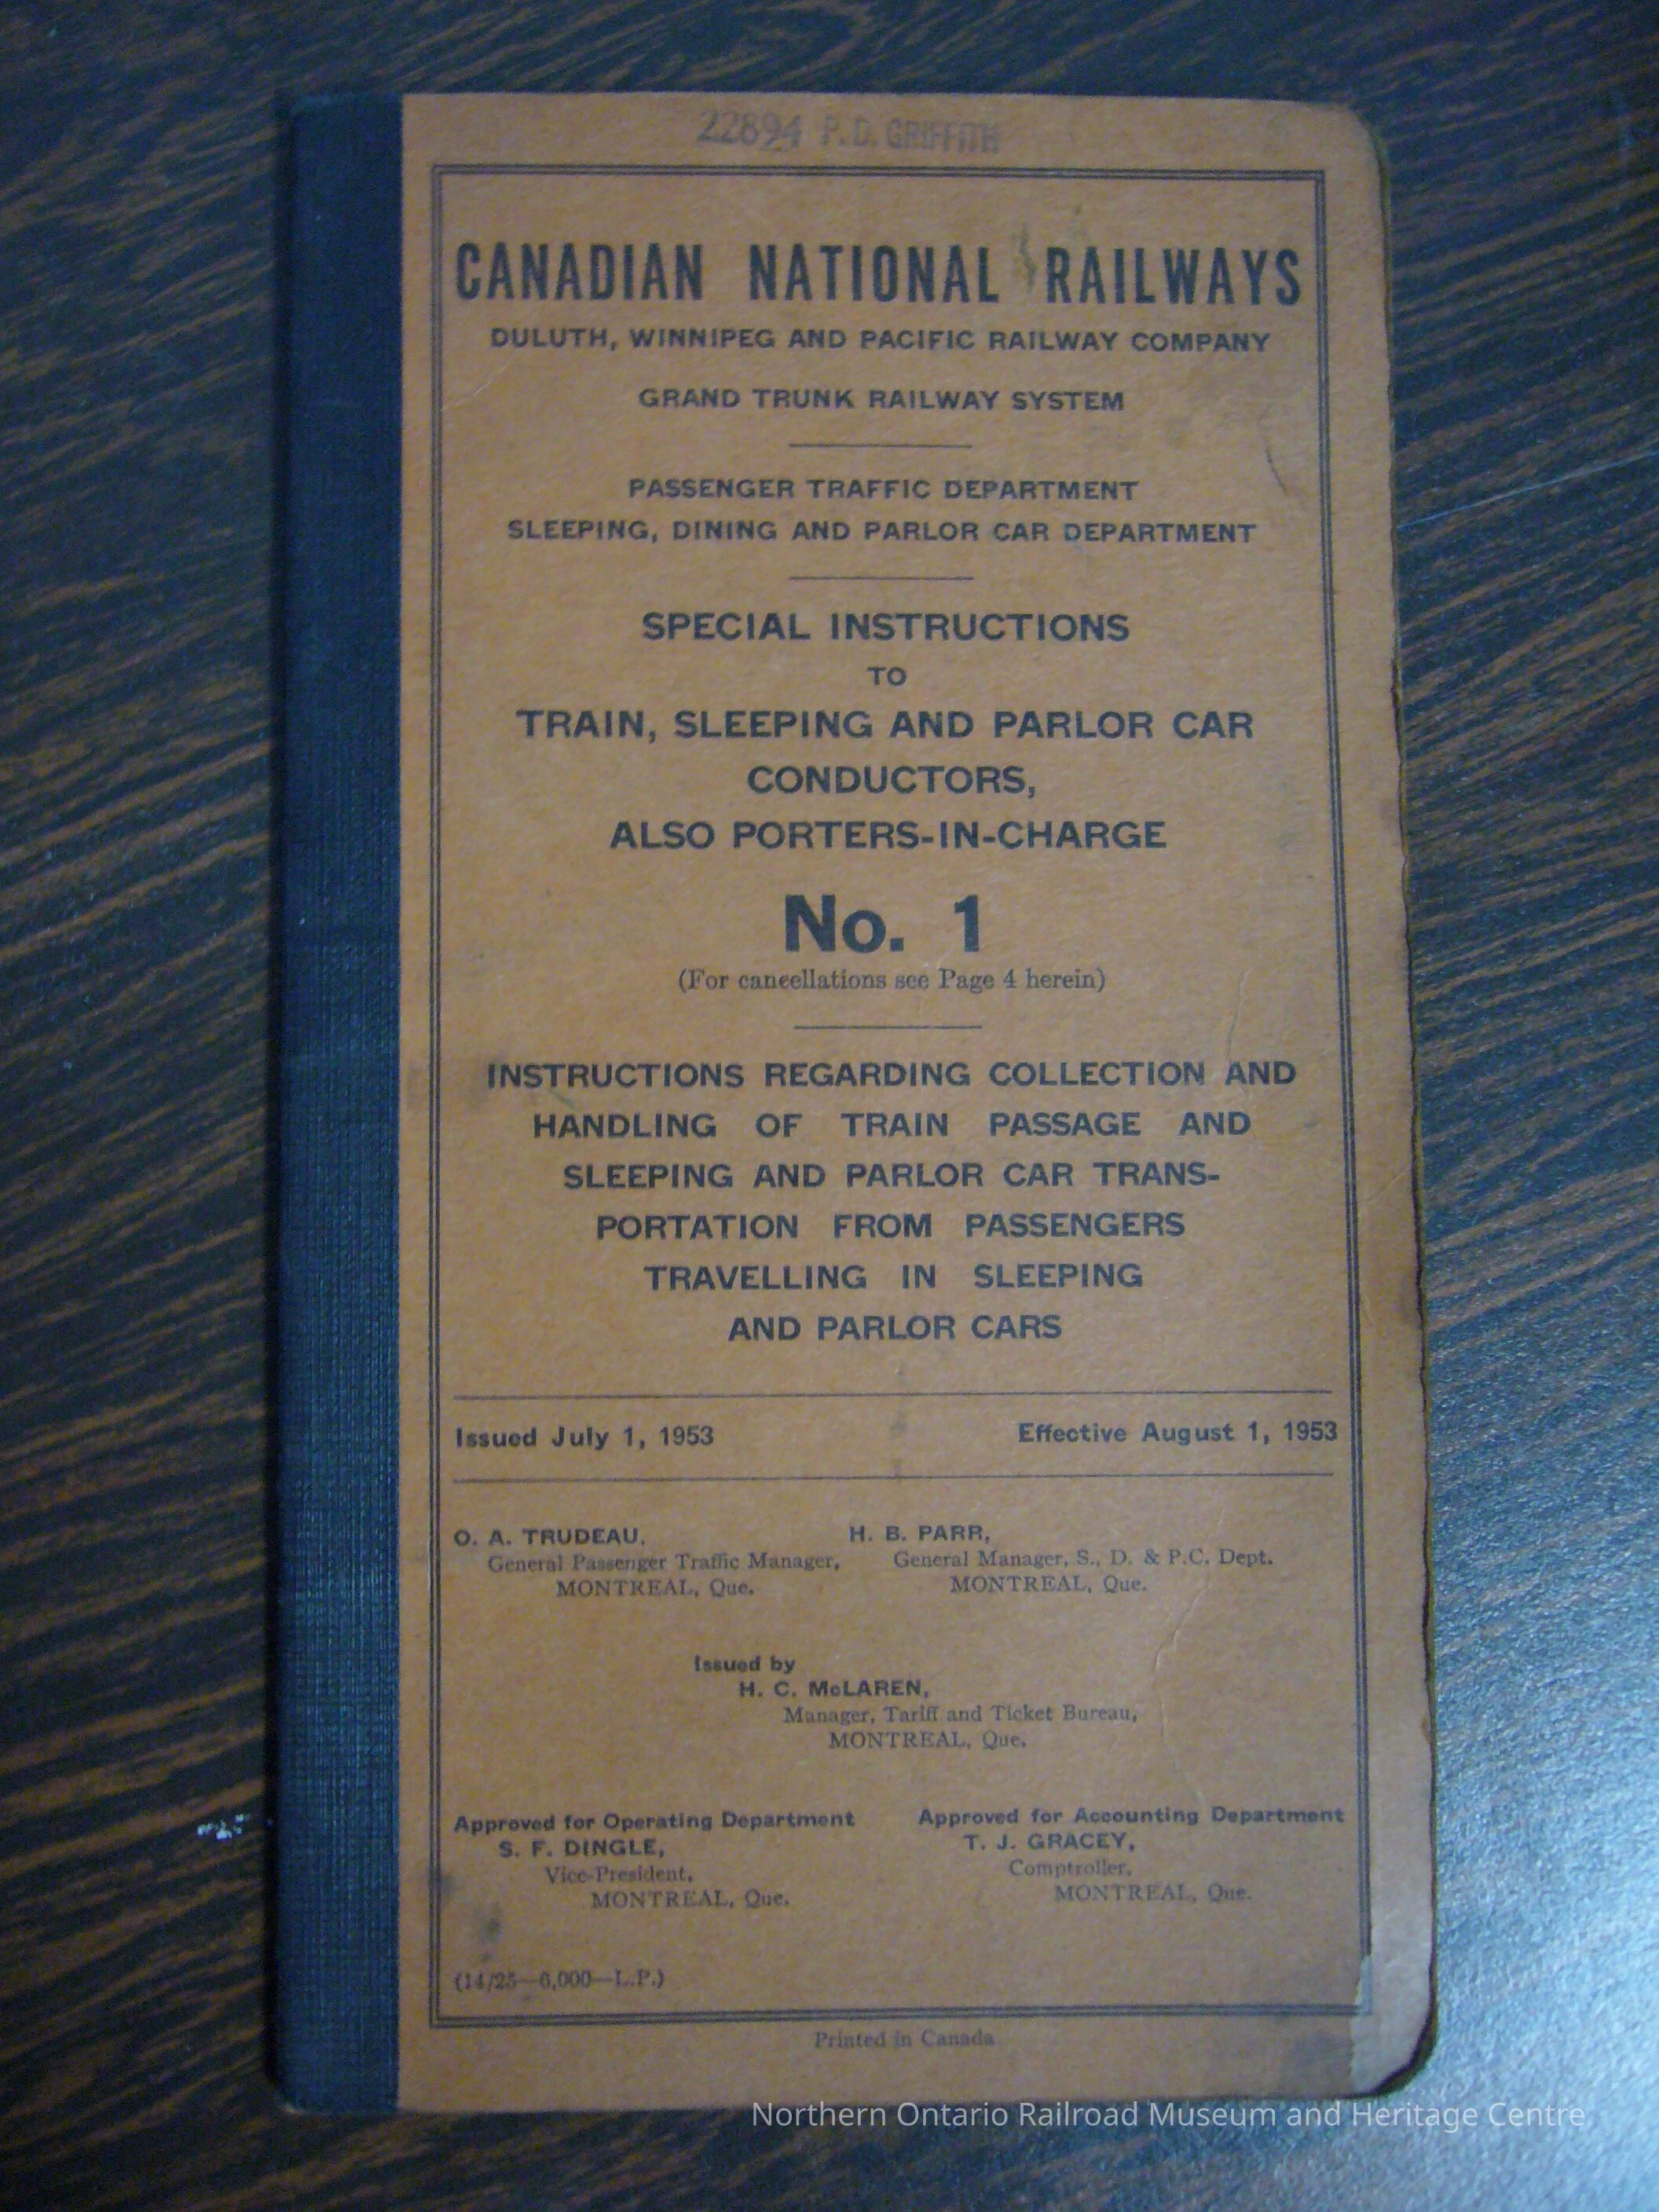 22894 P.D. GRIFFITH
CANADIAN NATIONAL RAILWAYS
DULUTH, WINNIPEG AND PACIFIC RAILWAY COMPANY
GRAND TRUNK RAILWAY SYSTEM
PASSENGER TRAFFIC DEPARTMENT
SLEEPING, DINING AND PARLOR CAR DEPARTMENT
SPECIAL INSTRUCTIONS
TO
TRAIN, SLEEPING AND PARLOR CAR
CONDUCTORS,
ALSO PORTERS-IN-CHARGE
No. 1
(For cancellations see Page 4 herein)
INSTRUCTIONS REGARDING COLLECTION AND
HANDLING OF TRAIN PASSAGE AND
SLEEPING AND PARLOR CAR TRANS-
PORTATION FROM PASSENGERS
TRAVELLING IN SLEEPING
AND PARLOR CARS
Issued July 1, 1953 Effective August 1, 1953
O. A. TRUDEAU, H. B. PARR,
General Passenger Traffic Manager, General Manager, S., D. & P.C. Dept.
MONTREAL, Que. MONTREAL, Que.
Issued by
H. C. McLAREN,
Manager, Tariff and Ticket Bureau,
MONTREAL, Que.
Approved for Operating Department Approved for Accounting Department
S. F. DINGLE, T. J. GRACEY,
Vice-President, Comptroller,
MONTREAL, Que. MONTREAL, Que.
(14/25—6,000—L.P.)
Printed in Canada
Northern Ontario Railroad Museum and Heritage Centre